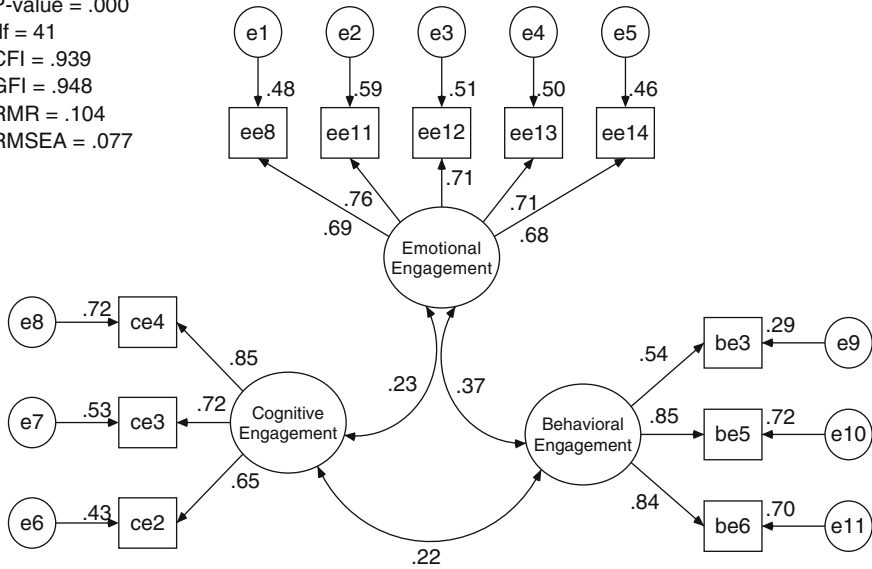 P-value = .000
df = 41
CFI = .939
GFI = .948
RMR = .104
RMSEA = .077
e1 e2 e3 e4 e5
.48 .59 .51 .50 .46
ee8 ee11 ee12 ee13 ee14
.69 .76 .71 .71 .68
Emotional
Engagement
e8 .72 ce4
.85
e7 .53 ce3 .72
e6 .43 ce2 .65
Cognitive
Engagement
.23 .37
.22
Behavioral
Engagement
.54 be3 .29 e9
.85 be5 .72 e10
.84 be6 .70 e11